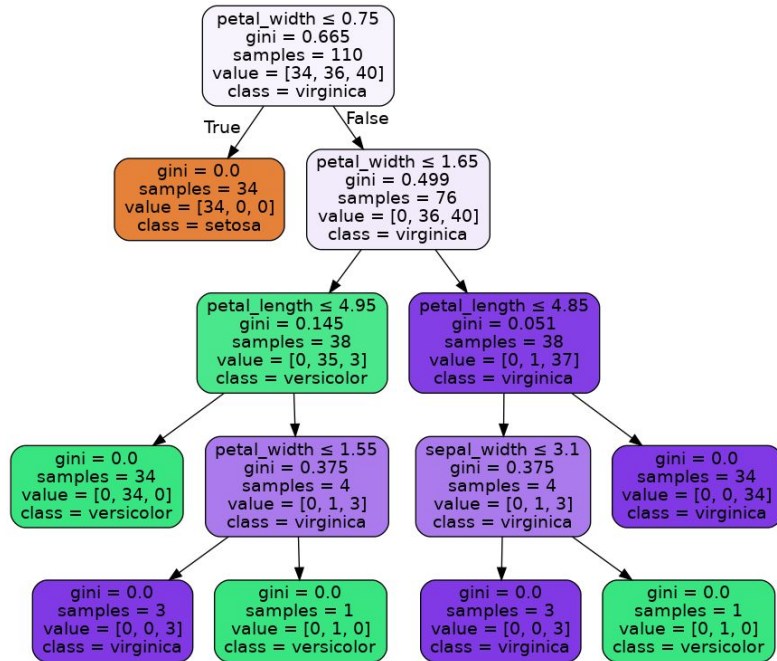 petal_width ≤ 0.75
gini = 0.665
samples = 110
value = [34, 36, 40]
class = virginica
True
False
gini = 0.0
samples = 34
value = [34, 0, 0]
class = setosa
petal_width ≤ 1.65
gini = 0.499
samples = 76
value = [0, 36, 40]
class = virginica
petal_length ≤ 4.95
gini = 0.145
samples = 38
value = [0, 35, 3]
class = versicolor
petal_length ≤ 4.85
gini = 0.051
samples = 38
value = [0, 1, 37]
class = virginica
gini = 0.0
samples = 34
value = [0, 34, 0]
class = versicolor
petal_width ≤ 1.55
gini = 0.375
samples = 4
value = [0, 1, 3]
class = virginica
sepal_width ≤ 3.1
gini = 0.375
samples = 4
value = [0, 1, 3]
class = virginica
gini = 0.0
samples = 34
value = [0, 0, 34]
class = virginica
gini = 0.0
samples = 3
value = [0, 0, 3]
class = virginica
gini = 0.0
samples = 1
value = [0, 1, 0]
class = versicolor
gini = 0.0
samples = 3
value = [0, 0, 3]
class = virginica
gini = 0.0
samples = 1
value = [0, 1, 0]
class = versicolor